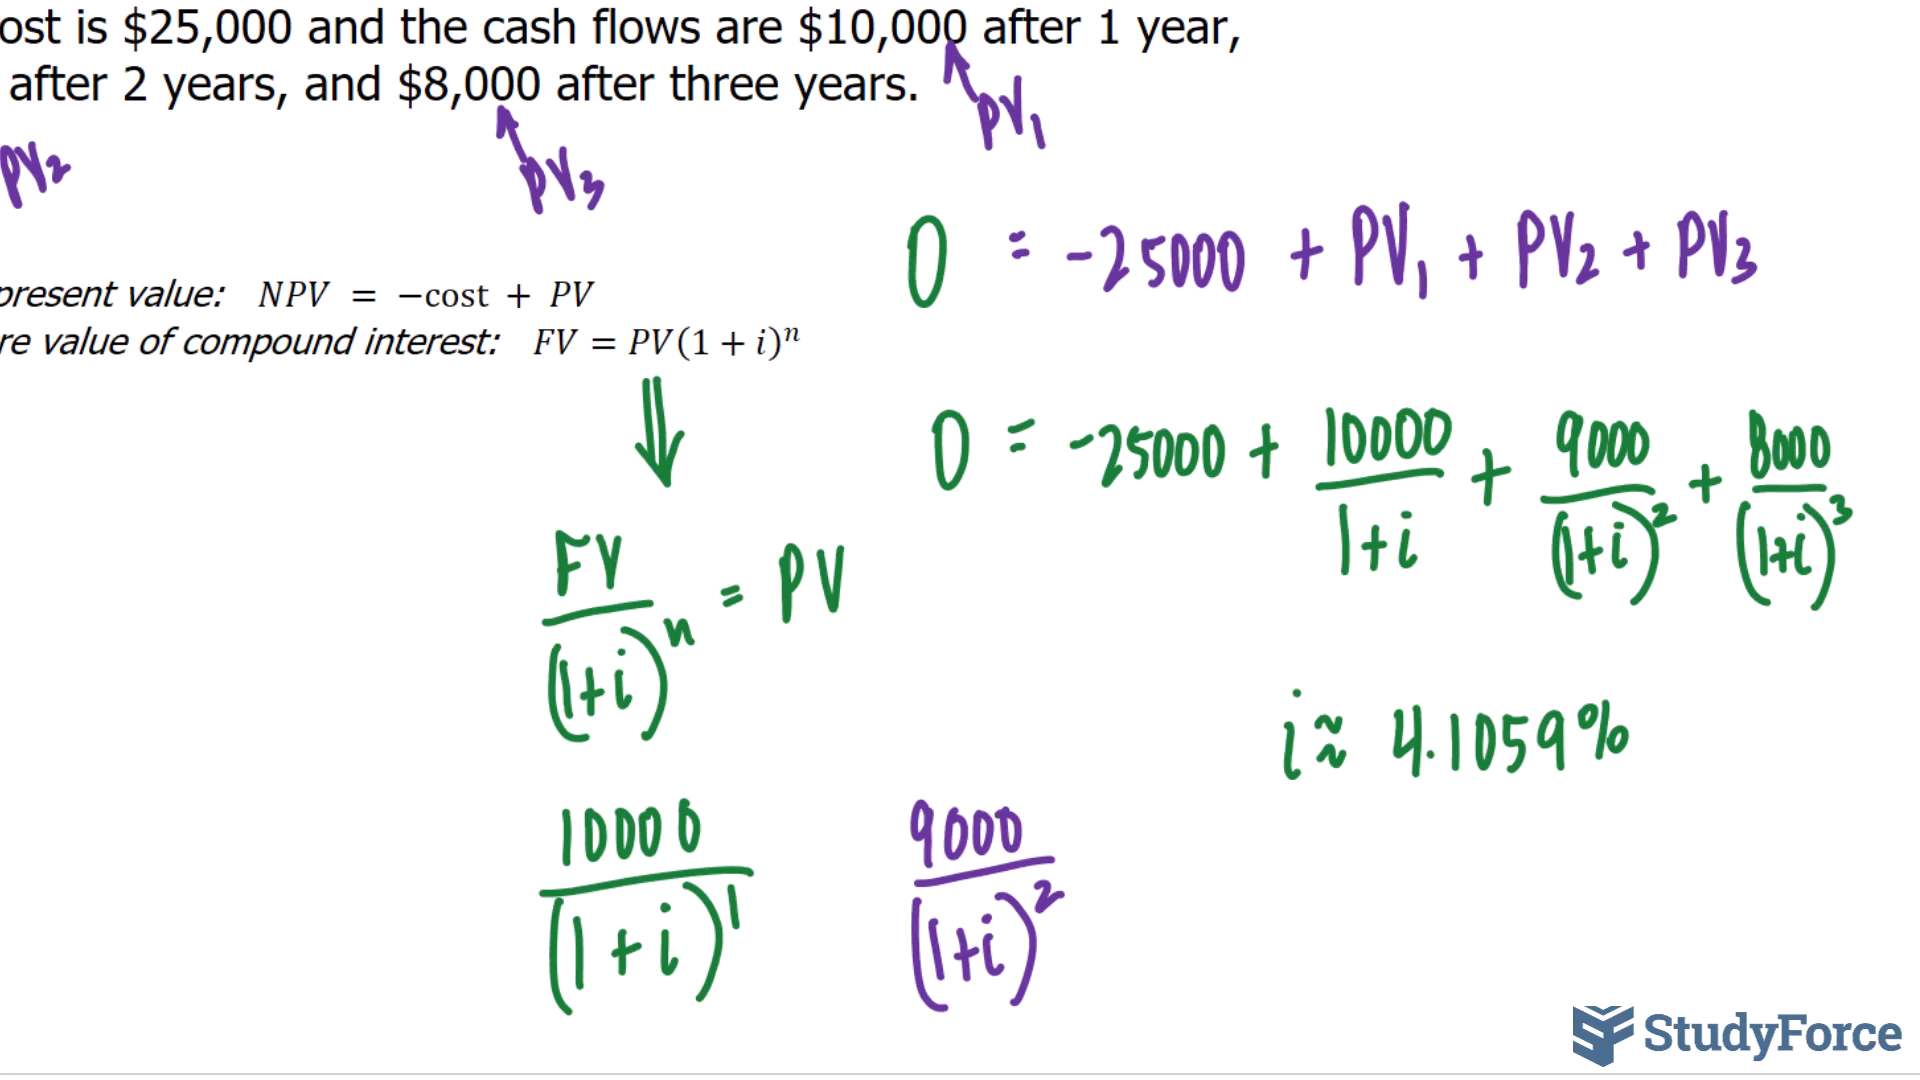 ost is $25,000 and the cash flows are $10,000 after 1 year,
after 2 years, and $8,000 after three years.
PV₁
PV₂
PV₃
0 = -25000 + PV₁ + PV₂ + PV₃
present value: NPV = −cost + PV
re value of compound interest: FV = PV(1 + i)ⁿ
0 = -25000 + 10000/(1+i) + 9000/(1+i)² + 8000/(1+i)³
FV/(1+i)ⁿ = PV
i ≈ 4.1059%
10000/(1+i)¹
9000/(1+i)²
StudyForce